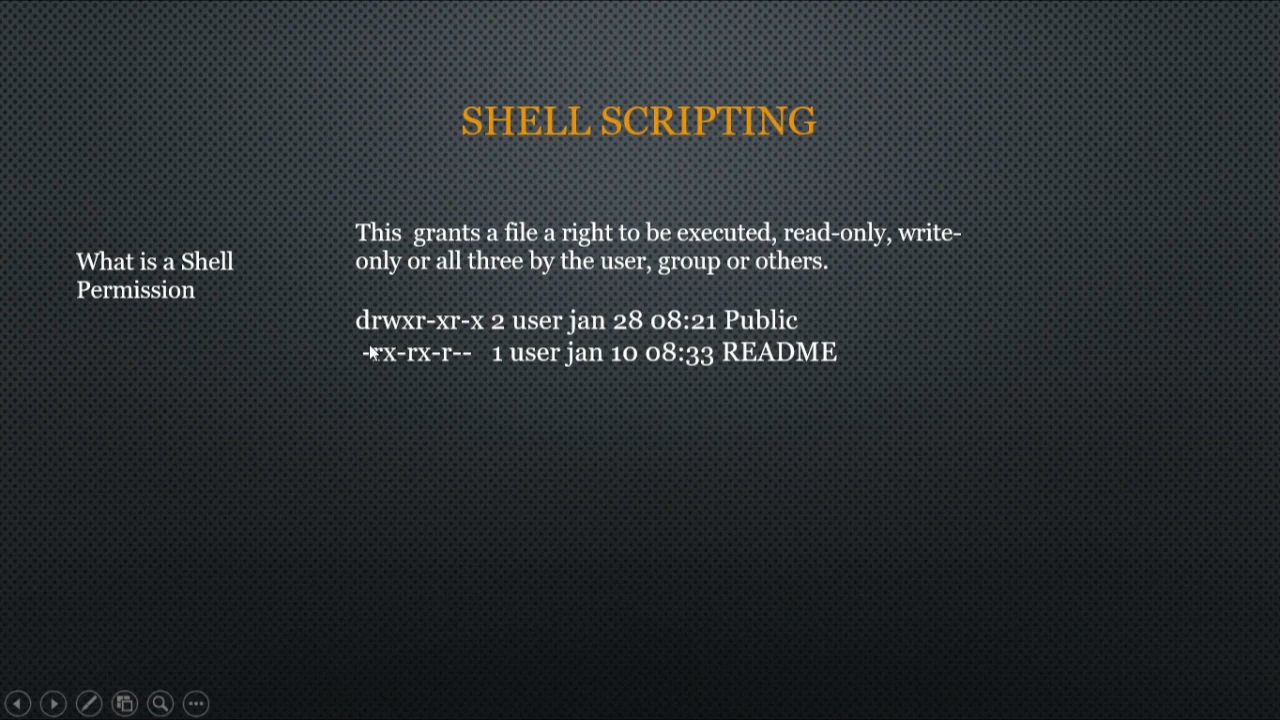 SHELL SCRIPTING
What is a Shell
Permission
This grants a file a right to be executed, read-only, write-
only or all three by the user, group or others.
drwxr-xr-x 2 user jan 28 08:21 Public
-rx-rx-r-- 1 user jan 10 08:33 README